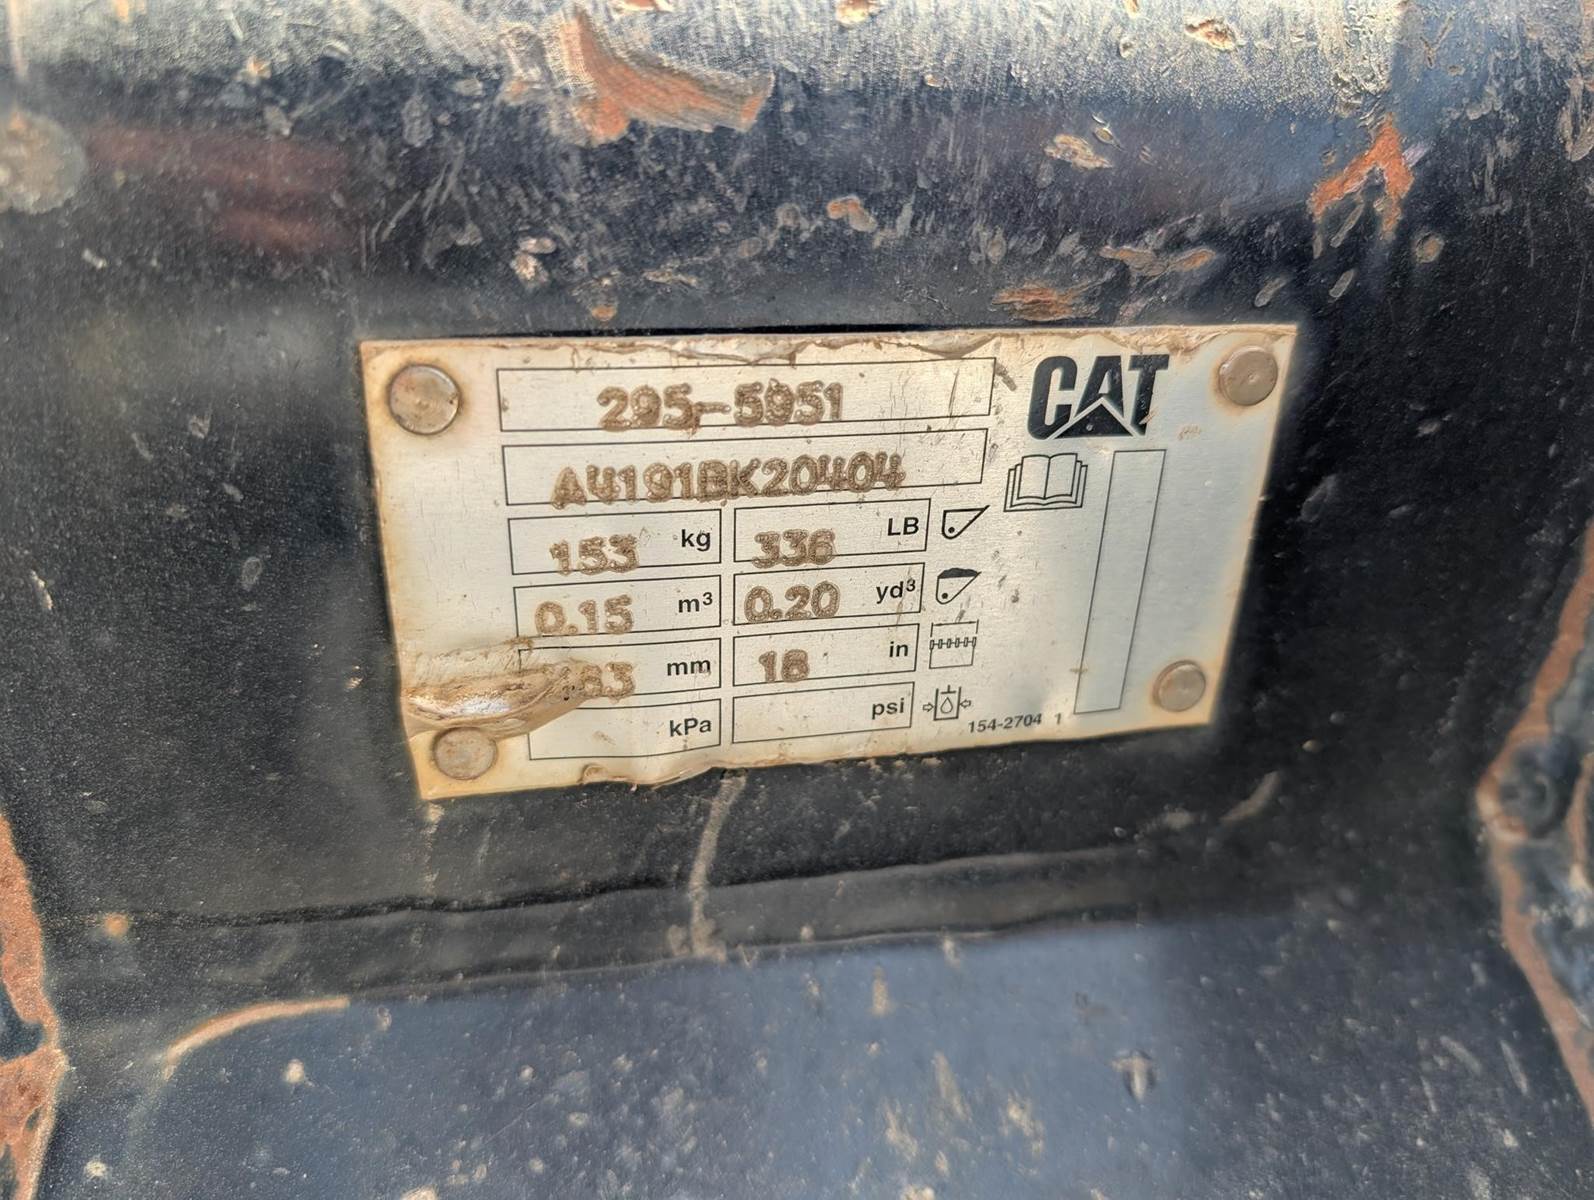 295-5951
CAT
A4191BK20404
153 kg 336 LB
0.15 m³ 0.20 yd³
mm 18 in
kPa psi
154-2704 1